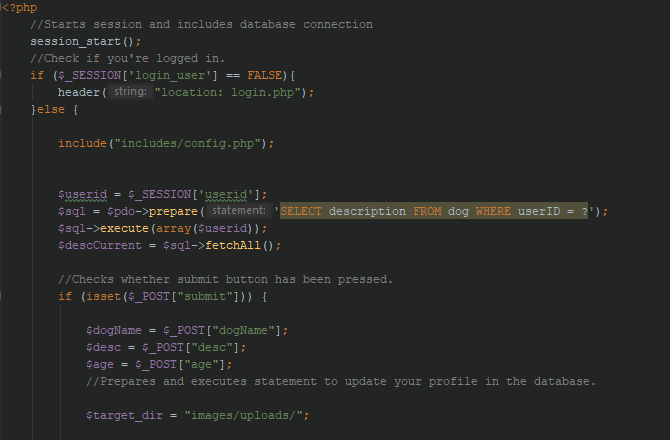 <?php
//Starts session and includes database connection
session_start();
//Check if you're logged in.
if ($_SESSION['login_user'] == FALSE){
header( string: "location: login.php");
}else {
include("includes/config.php");
$userid = $_SESSION['userid'];
$sql = $pdo->prepare( statement: 'SELECT description FROM dog WHERE userID = ?');
$sql->execute(array($userid));
$descCurrent = $sql->fetchAll();
//Checks whether submit button has been pressed.
if (isset($_POST["submit"])) {
$dogName = $_POST["dogName"];
$desc = $_POST["desc"];
$age = $_POST["age"];
//Prepares and executes statement to update your profile in the database.
$target_dir = "images/uploads/";